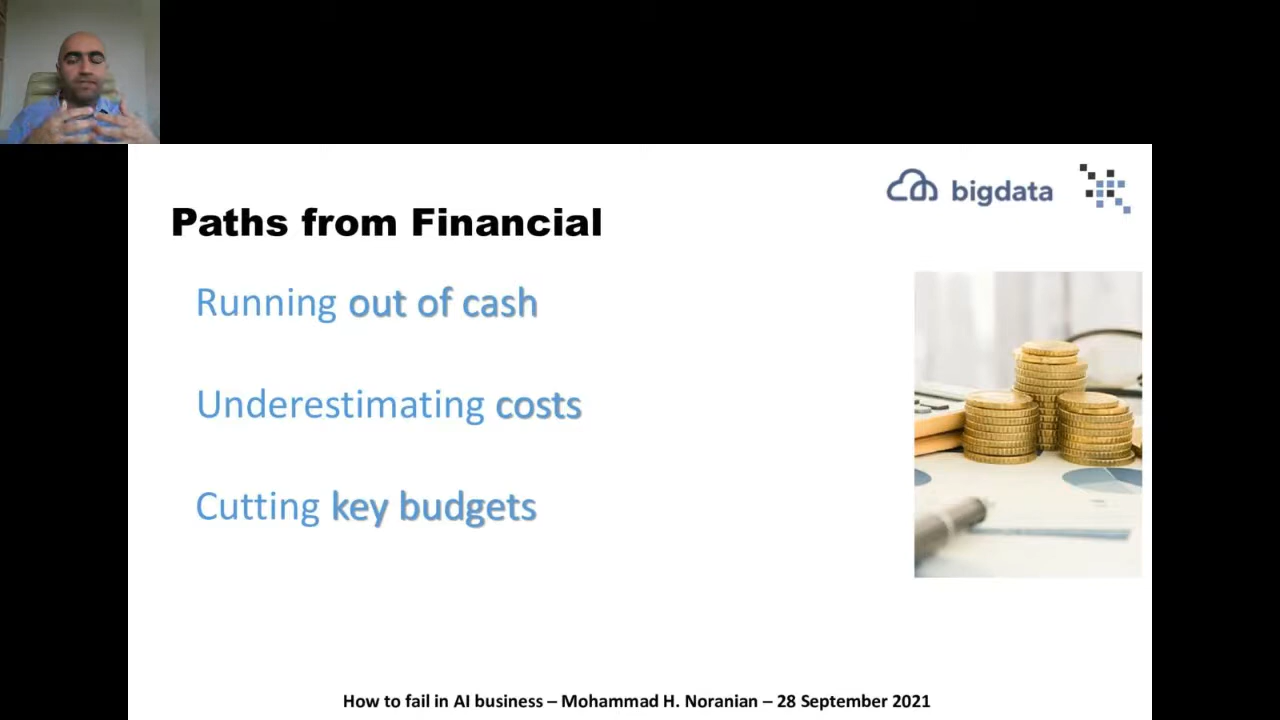 bigdata
Paths from Financial
Running out of cash
Underestimating costs
Cutting key budgets
How to fail in AI business – Mohammad H. Noranian – 28 September 2021